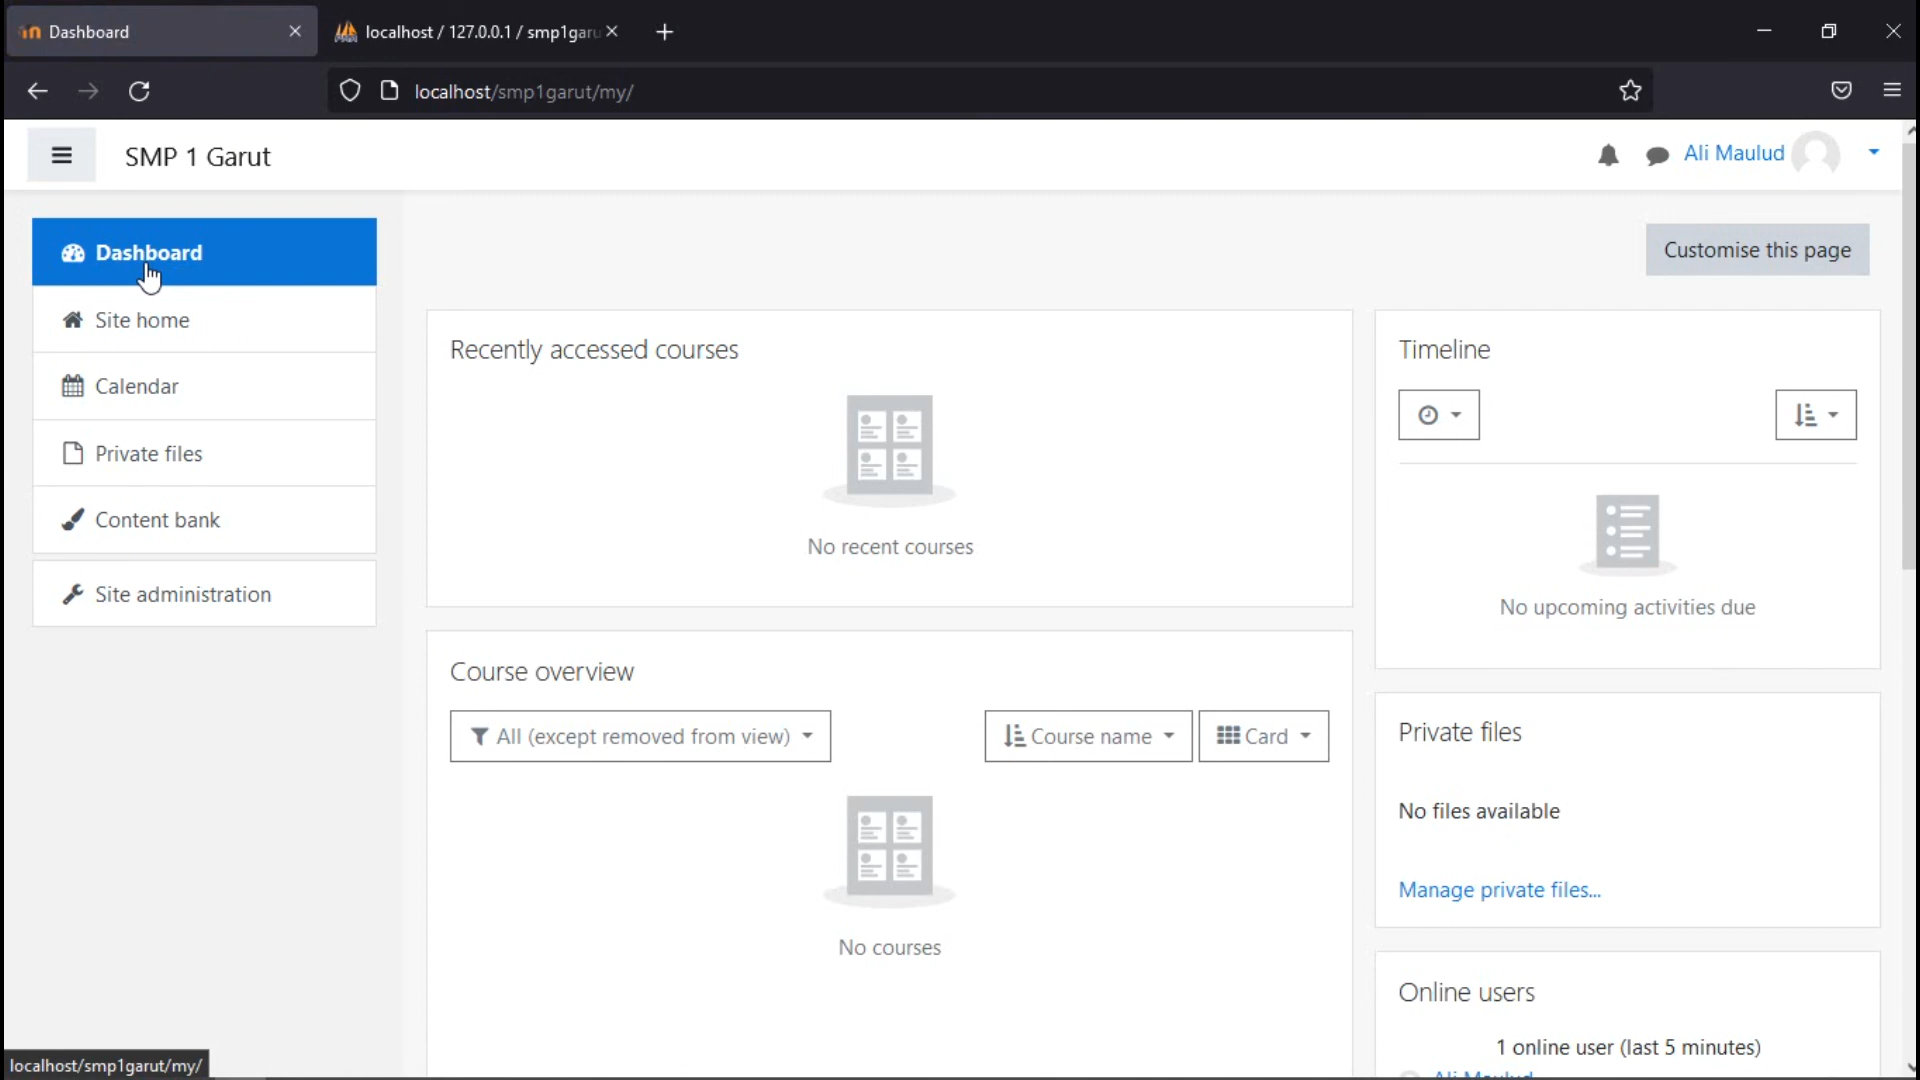 Dashboard
localhost / 127.0.0.1 / smp1garu
localhost/smp1garut/my/
SMP 1 Garut
Ali Maulud
Dashboard
Site home
Calendar
Private files
Content bank
Site administration
Customise this page
Recently accessed courses
No recent courses
Course overview
All (except removed from view)
Course name
Card
No courses
Timeline
No upcoming activities due
Private files
No files available
Manage private files...
Online users
1 online user (last 5 minutes)
Ali Maulud
localhost/smp1garut/my/